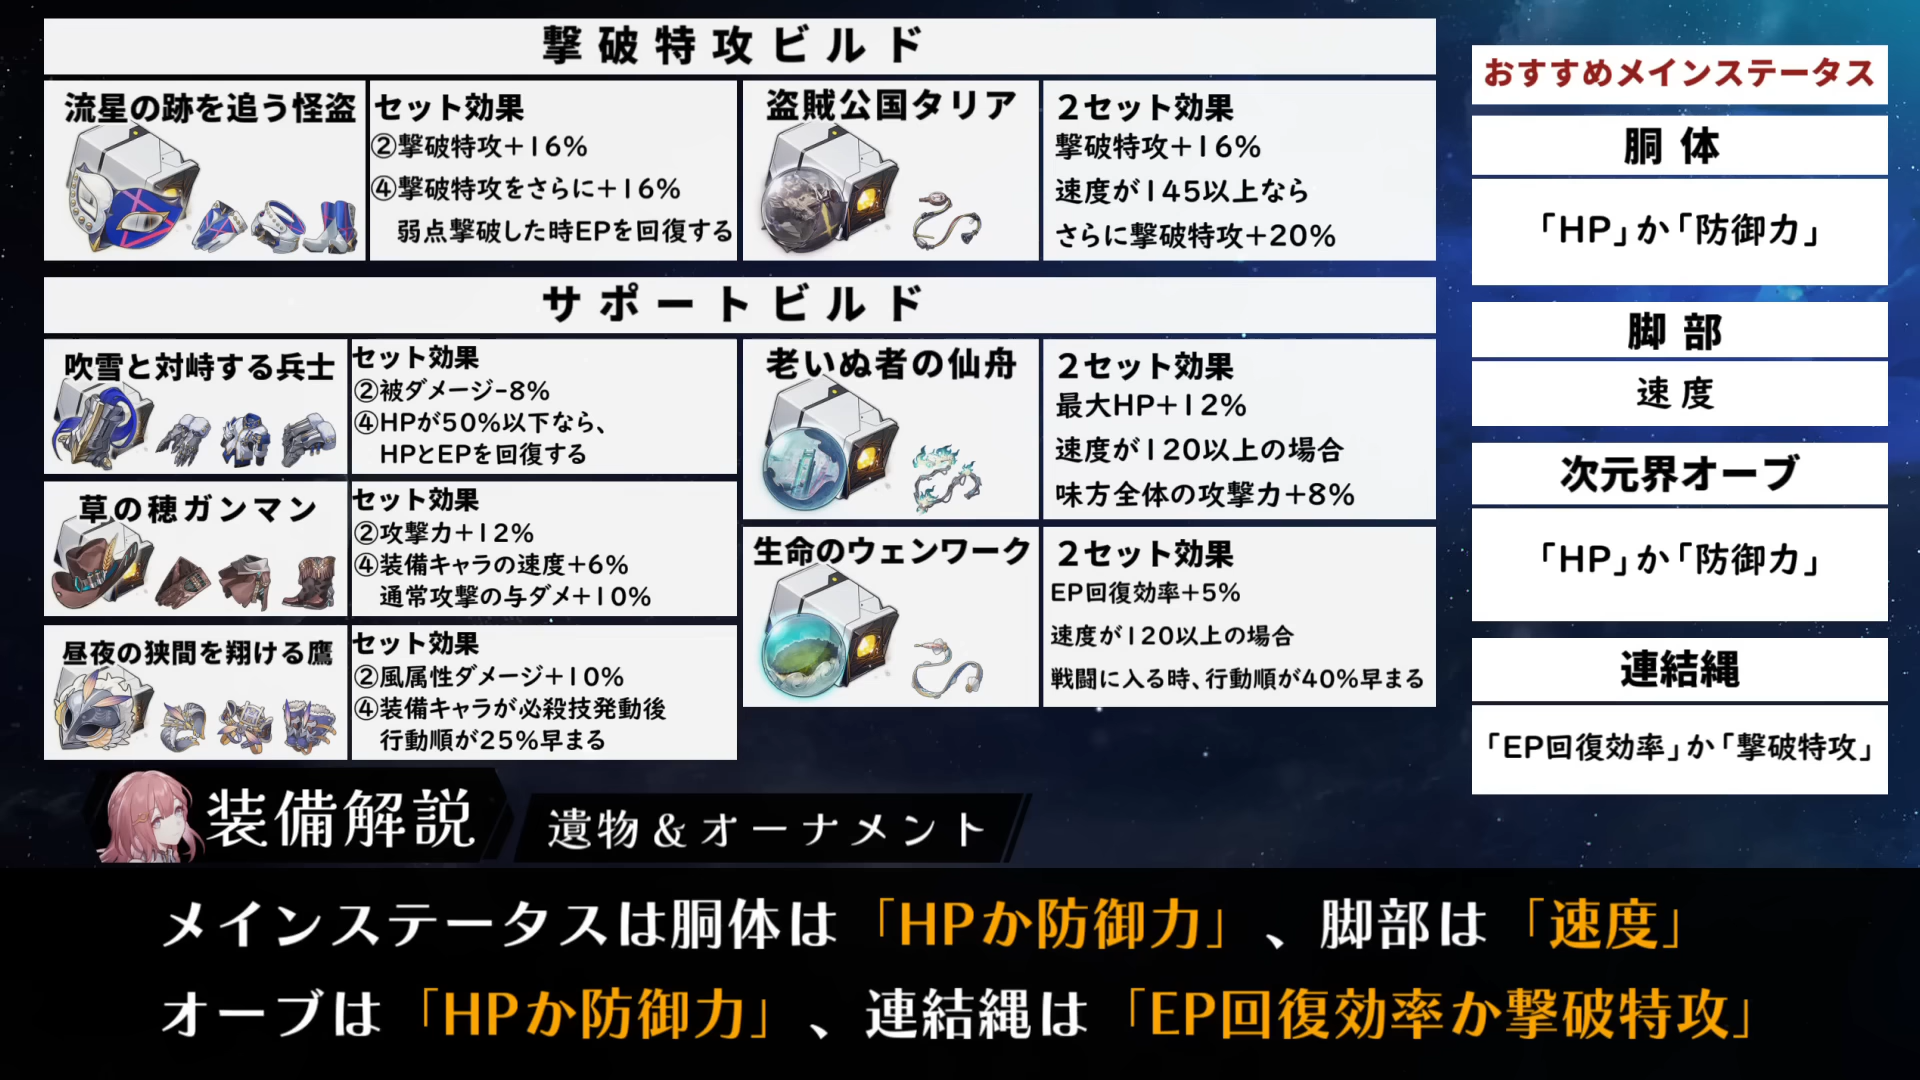 撃破特攻ビルド
流星の跡を追う怪盗
セット効果
②撃破特攻+16%
④撃破特攻をさらに+16%
弱点撃破した時EPを回復する
盗賊公国タリア
2セット効果
撃破特攻+16%
速度が145以上なら
さらに撃破特攻+20%
サポートビルド
吹雪と対峙する兵士
セット効果
②被ダメージ-8%
④HPが50%以下なら、
HPとEPを回復する
草の穂ガンマン
セット効果
②攻撃力+12%
④装備キャラの速度+6%
通常攻撃の与ダメ+10%
昼夜の狭間を翔ける鷹
セット効果
②風属性ダメージ+10%
④装備キャラが必殺技発動後
行動順が25%早まる
老いぬ者の仙舟
2セット効果
最大HP+12%
速度が120以上の場合
味方全体の攻撃力+8%
生命のウェンワーク
2セット効果
EP回復効率+5%
速度が120以上の場合
戦闘に入る時、行動順が40%早まる
おすすめメインステータス
胴体
「HP」か「防御力」
脚部
速度
次元界オーブ
「HP」か「防御力」
連結縄
「EP回復効率」か「撃破特攻」
装備解説
遺物&オーナメント
メインステータスは胴体は「HPか防御力」、脚部は「速度」
オーブは「HPか防御力」、連結縄は「EP回復効率か撃破特攻」